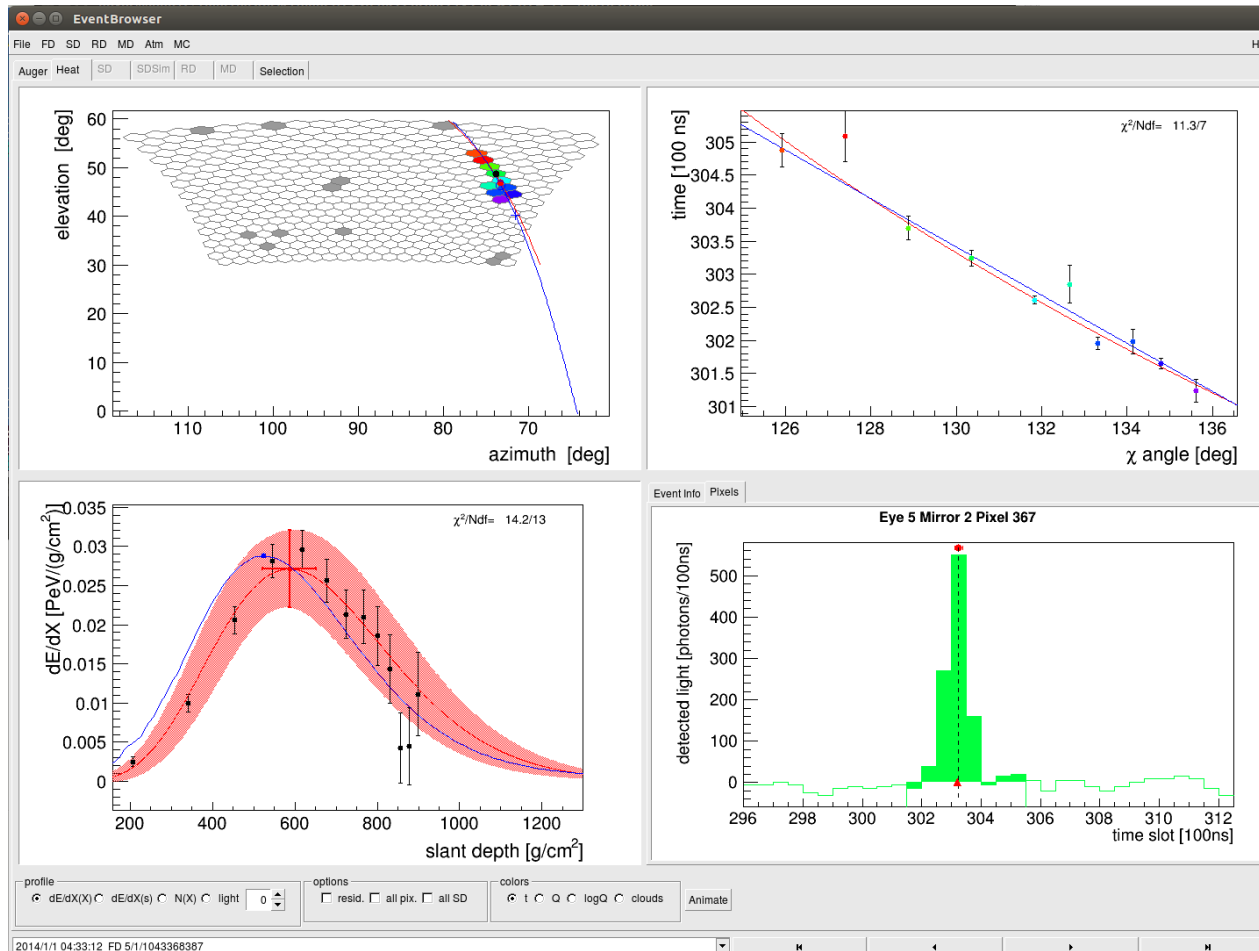 EventBrowser
File FD SD RD MD Atm MC H
Auger Heat SD SDSim RD MD Selection
elevation [deg]
60
50
40
30
20
10
0
110 100 90 80 70
azimuth [deg]
time [100 ns]
χ²/Ndf= 11.3/7
305
304.5
304
303.5
303
302.5
302
301.5
301
126 128 130 132 134 136
χ angle [deg]
dE/dX [PeV/(g/cm²)]
χ²/Ndf= 14.2/13
0.035
0.03
0.025
0.02
0.015
0.01
0.005
0
200 400 600 800 1000 1200
slant depth [g/cm²]
Event Info Pixels
Eye 5 Mirror 2 Pixel 367
detected light [photons/100ns]
500
400
300
200
100
0
296 298 300 302 304 306 308 310 312
time slot [100ns]
profile
dE/dX(X) dE/dX(s) N(X) light 0
options
resid. all pix. all SD
colors
t Q logQ clouds
Animate
2014/1/1 04:33:12 FD 5/1/1043368387